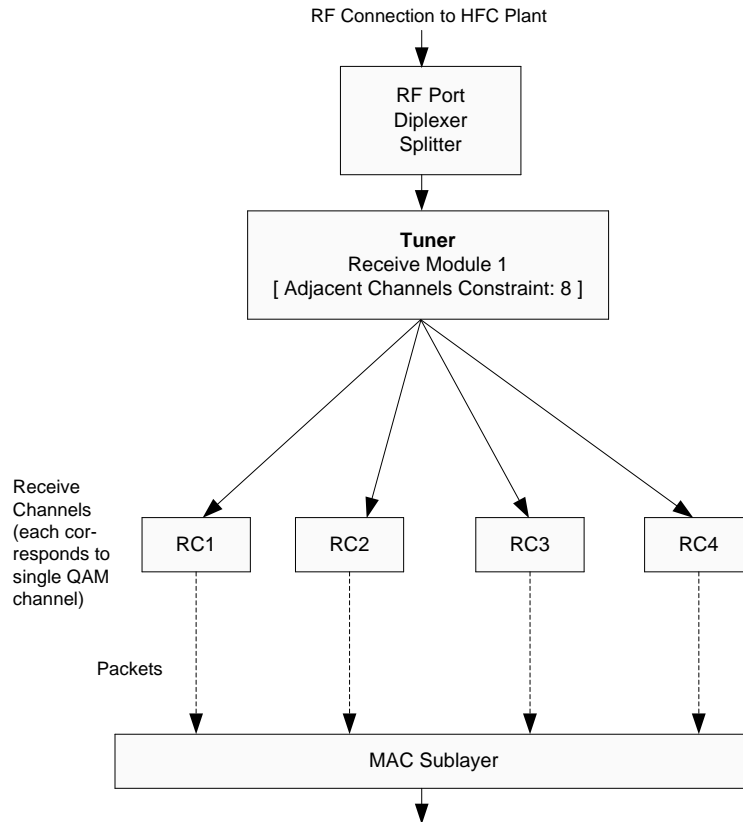 RF Connection to HFC Plant
RF Port
Diplexer
Splitter
Tuner
Receive Module 1
[ Adjacent Channels Constraint: 8 ]
Receive
Channels
(each cor-
responds to
single QAM
channel)
RC1
RC2
RC3
RC4
Packets
MAC Sublayer